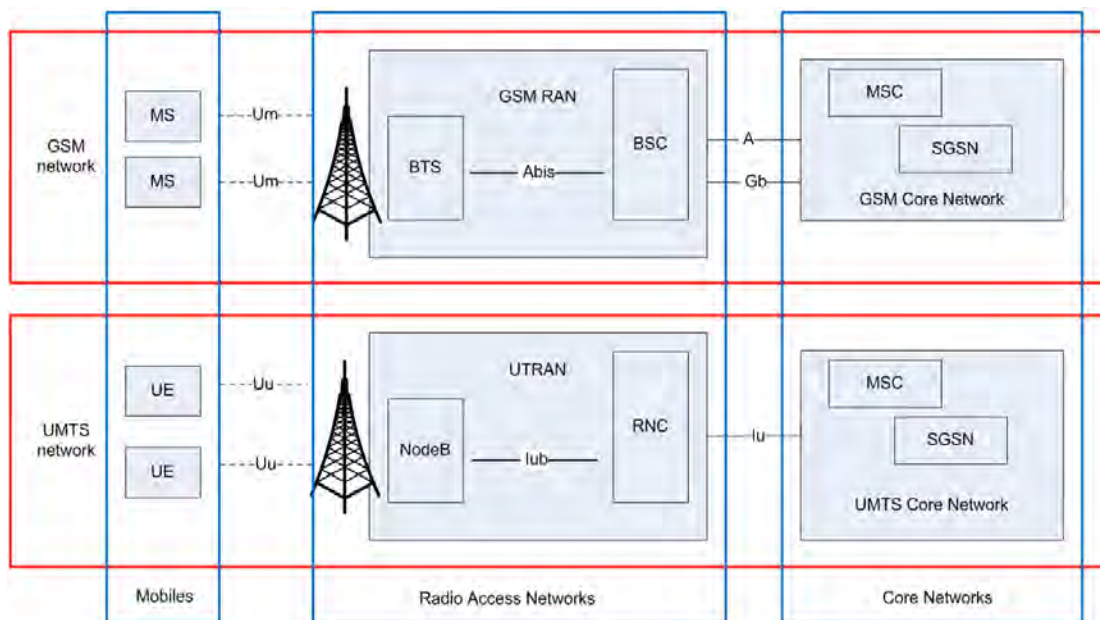 GSM
network
MS
MS
Um
Um
GSM RAN
BTS
Abis
BSC
A
Gb
MSC
SGSN
GSM Core Network
UMTS
network
UE
UE
Uu
Uu
UTRAN
NodeB
Iub
RNC
Iu
MSC
SGSN
UMTS Core Network
Mobiles
Radio Access Networks
Core Networks